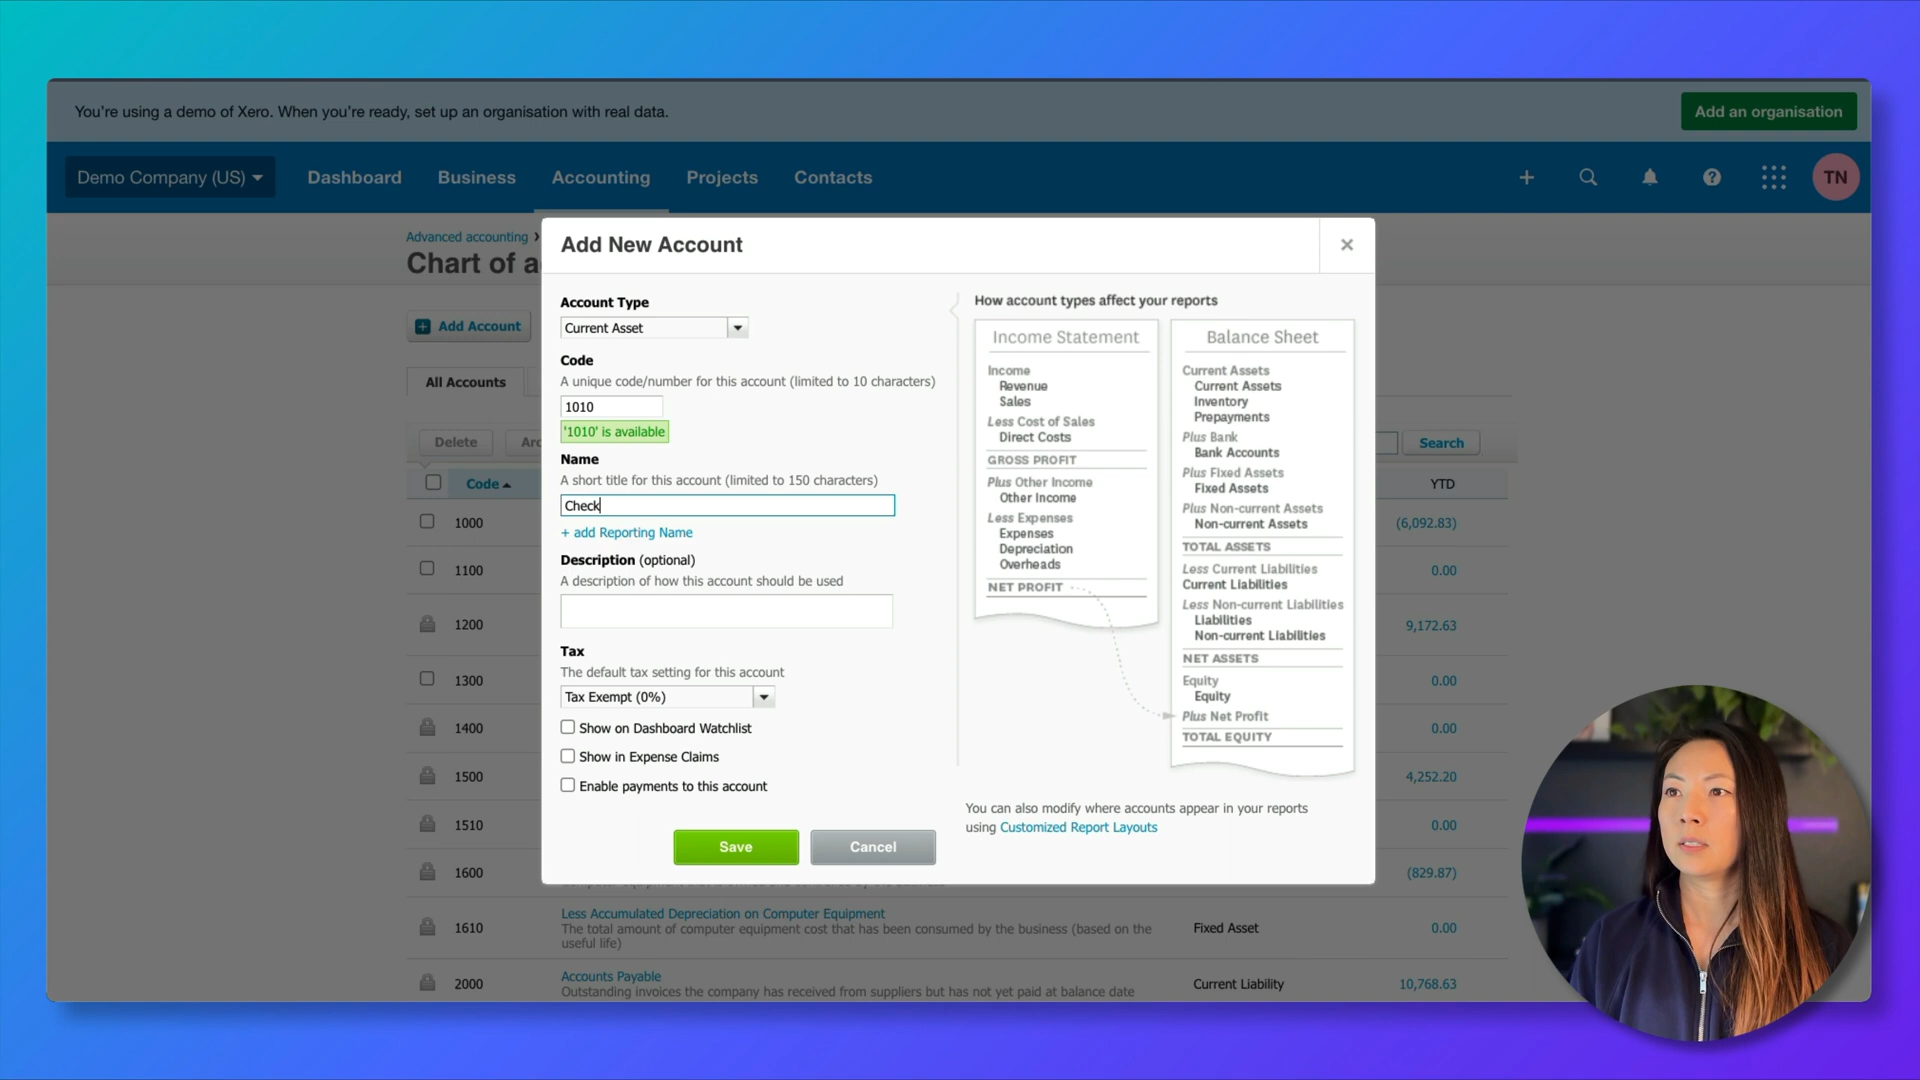 You're using a demo of Xero. When you're ready, set up an organisation with real data.
Add an organisation
Demo Company (US)
Dashboard
Business
Accounting
Projects
Contacts
TN
Advanced accounting ›
Chart of a
Add Account
All Accounts
Delete
Arc
Search
Code
YTD
1000
(6,092.83)
1100
0.00
1200
9,172.63
1300
0.00
1400
0.00
1500
4,252.20
1510
0.00
1600
(829.87)
1610
Less Accumulated Depreciation on Computer Equipment
The total amount of computer equipment cost that has been consumed by the business (based on the
useful life)
Fixed Asset
0.00
2000
Accounts Payable
Outstanding invoices the company has received from suppliers but has not yet paid at balance date
Current Liability
10,768.63
Add New Account
×
Account Type
Current Asset
Code
A unique code/number for this account (limited to 10 characters)
1010
'1010' is available
Name
A short title for this account (limited to 150 characters)
Check
+ add Reporting Name
Description (optional)
A description of how this account should be used
Tax
The default tax setting for this account
Tax Exempt (0%)
Show on Dashboard Watchlist
Show in Expense Claims
Enable payments to this account
Save
Cancel
How account types affect your reports
Income Statement
Income
Revenue
Sales
Less Cost of Sales
Direct Costs
GROSS PROFIT
Plus Other Income
Other Income
Less Expenses
Expenses
Depreciation
Overheads
NET PROFIT
Balance Sheet
Current Assets
Current Assets
Inventory
Prepayments
Plus Bank
Bank Accounts
Plus Fixed Assets
Fixed Assets
Plus Non-current Assets
Non-current Assets
TOTAL ASSETS
Less Current Liabilities
Current Liabilities
Less Non-current Liabilities
Liabilities
Non-current Liabilities
NET ASSETS
Equity
Equity
Plus Net Profit
TOTAL EQUITY
You can also modify where accounts appear in your reports
using Customized Report Layouts